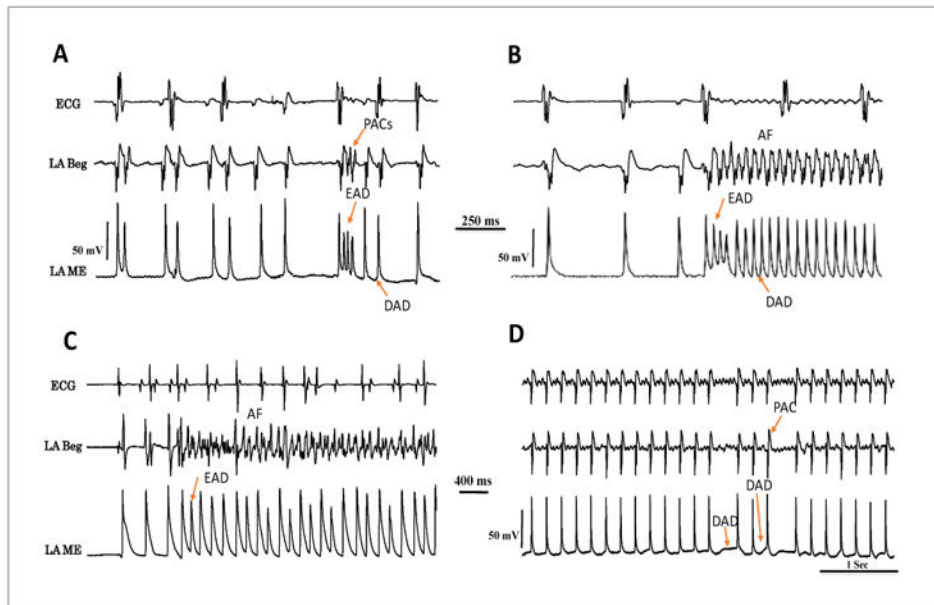 A
B
ECG
PACs
LA Beg
AF
EAD
EAD
50 mV
250 ms
50 mV
LA ME
DAD
DAD
C
D
ECG
AF
PAC
LA Beg
EAD
400 ms
DAD
DAD
50 mV
LA ME
1 Sec